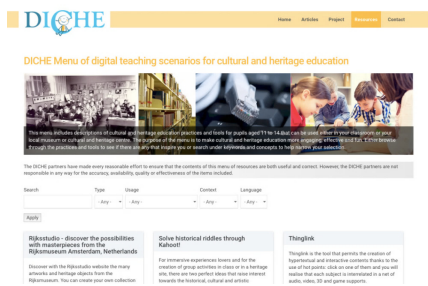 DICHE
Home Articles Project Resources Contact
DICHE Menu of digital teaching scenarios for cultural and heritage education
This menu includes descriptions of cultural and heritage education practices and tools for pupils aged 11 to 14 that can be used either in your classroom or your
local museum or cultural and heritage centre. The purpose of the menu is to make cultural and heritage education more engaging, effective and fun. Either browse
through the practices and tools to see if there are any that inspire you or search under keywords and concepts to help narrow your selection.
The DICHE partners have made every reasonable effort to ensure that the contents of this menu of resources are both useful and correct. However, the DICHE partners are not
responsible in any way for the accuracy, availability, quality or effectiveness of the items included.
Search Type Usage Context Language
- Any - - Any - - Any - - Any -
Apply
Rijksstudio - discover the possibilities
with masterpieces from the
Rijksmuseum Amsterdam, Netherlands
Discover with the Rijksstudio website the many
artworks and heritage objects from the
Rijksmuseum. You can create your own collection
Solve historical riddles through
Kahoot!
For immersive experiences lovers and for the
creation of group activities in class or in a heritage
site, there are two perfect ideas that raise interest
towards the historical, cultural and artistic
Thinglink
Thinglink is the tool that permits the creation of
hypertextual and interactive contents thanks to the
use of hot points: click on one of them and you will
realise that each subject is interrelated in a net of
audio, video, 3D and game supports.